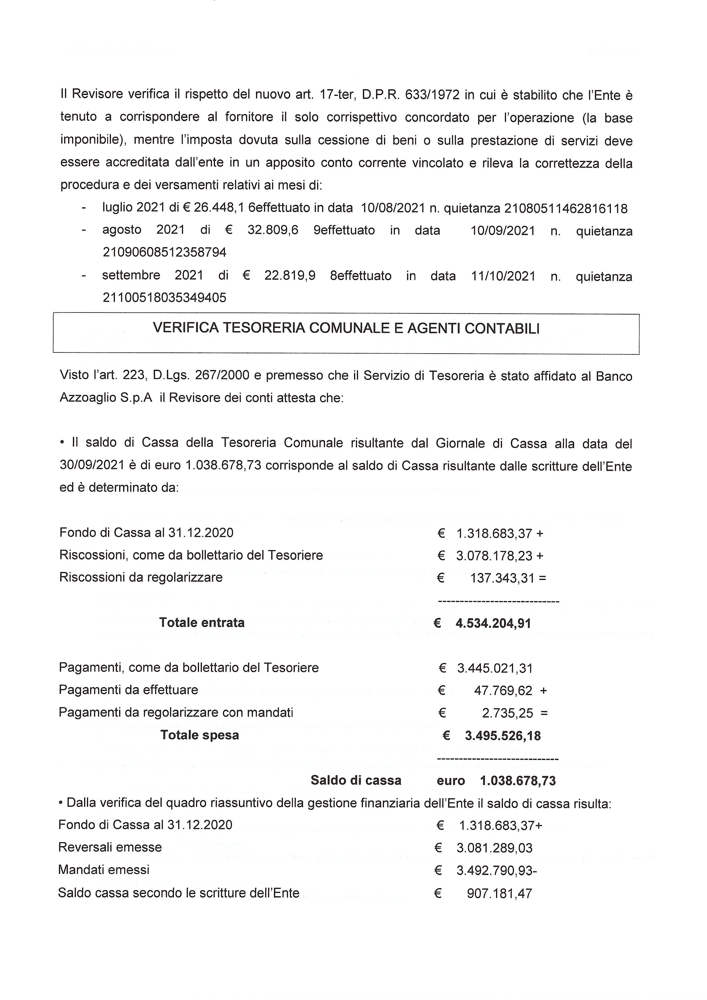 Il Revisore verifica il rispetto del nuovo art. 17-ter, D.P.R. 633/1972 in cui è stabilito che l'Ente è
tenuto a corrispondere al fornitore il solo corrispettivo concordato per l'operazione (la base
imponibile), mentre l'imposta dovuta sulla cessione di beni o sulla prestazione di servizi deve
essere accreditata dall'ente in un apposito conto corrente vincolato e rileva la correttezza della
procedura e dei versamenti relativi ai mesi di:
- luglio 2021 di € 26.448,1 6effettuato in data 10/08/2021 n. quietanza 21080511462816118
- agosto 2021 di € 32.809,6 9effettuato in data 10/09/2021 n. quietanza
21090608512358794
- settembre 2021 di € 22.819,9 8effettuato in data 11/10/2021 n. quietanza
21100518035349405
VERIFICA TESORERIA COMUNALE E AGENTI CONTABILI
Visto l'art. 223, D.Lgs. 267/2000 e premesso che il Servizio di Tesoreria è stato affidato al Banco
Azzoaglio S.p.A il Revisore dei conti attesta che:
• Il saldo di Cassa della Tesoreria Comunale risultante dal Giornale di Cassa alla data del
30/09/2021 è di euro 1.038.678,73 corrisponde al saldo di Cassa risultante dalle scritture dell'Ente
ed è determinato da:
Fondo di Cassa al 31.12.2020 € 1.318.683,37 +
Riscossioni, come da bollettario del Tesoriere € 3.078.178,23 +
Riscossioni da regolarizzare € 137.343,31 =
----------------------------
Totale entrata € 4.534.204,91
Pagamenti, come da bollettario del Tesoriere € 3.445.021,31
Pagamenti da effettuare € 47.769,62 +
Pagamenti da regolarizzare con mandati € 2.735,25 =
Totale spesa € 3.495.526,18
----------------------------
Saldo di cassa euro 1.038.678,73
• Dalla verifica del quadro riassuntivo della gestione finanziaria dell'Ente il saldo di cassa risulta:
Fondo di Cassa al 31.12.2020 € 1.318.683,37+
Reversali emesse € 3.081.289,03
Mandati emessi € 3.492.790,93-
Saldo cassa secondo le scritture dell'Ente € 907.181,47